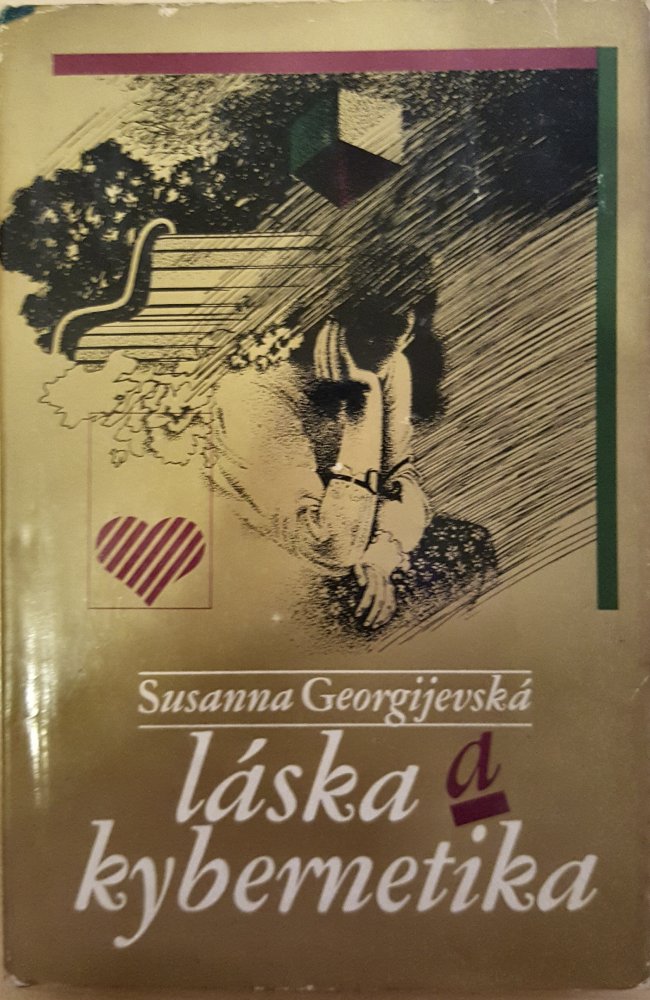 Susanna Georgijevská
láska a
kybernetika